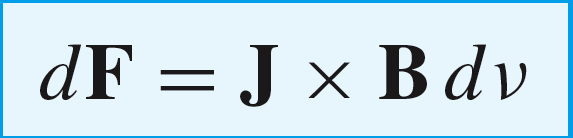 d𝐅 = 𝐉 × 𝐁 dv